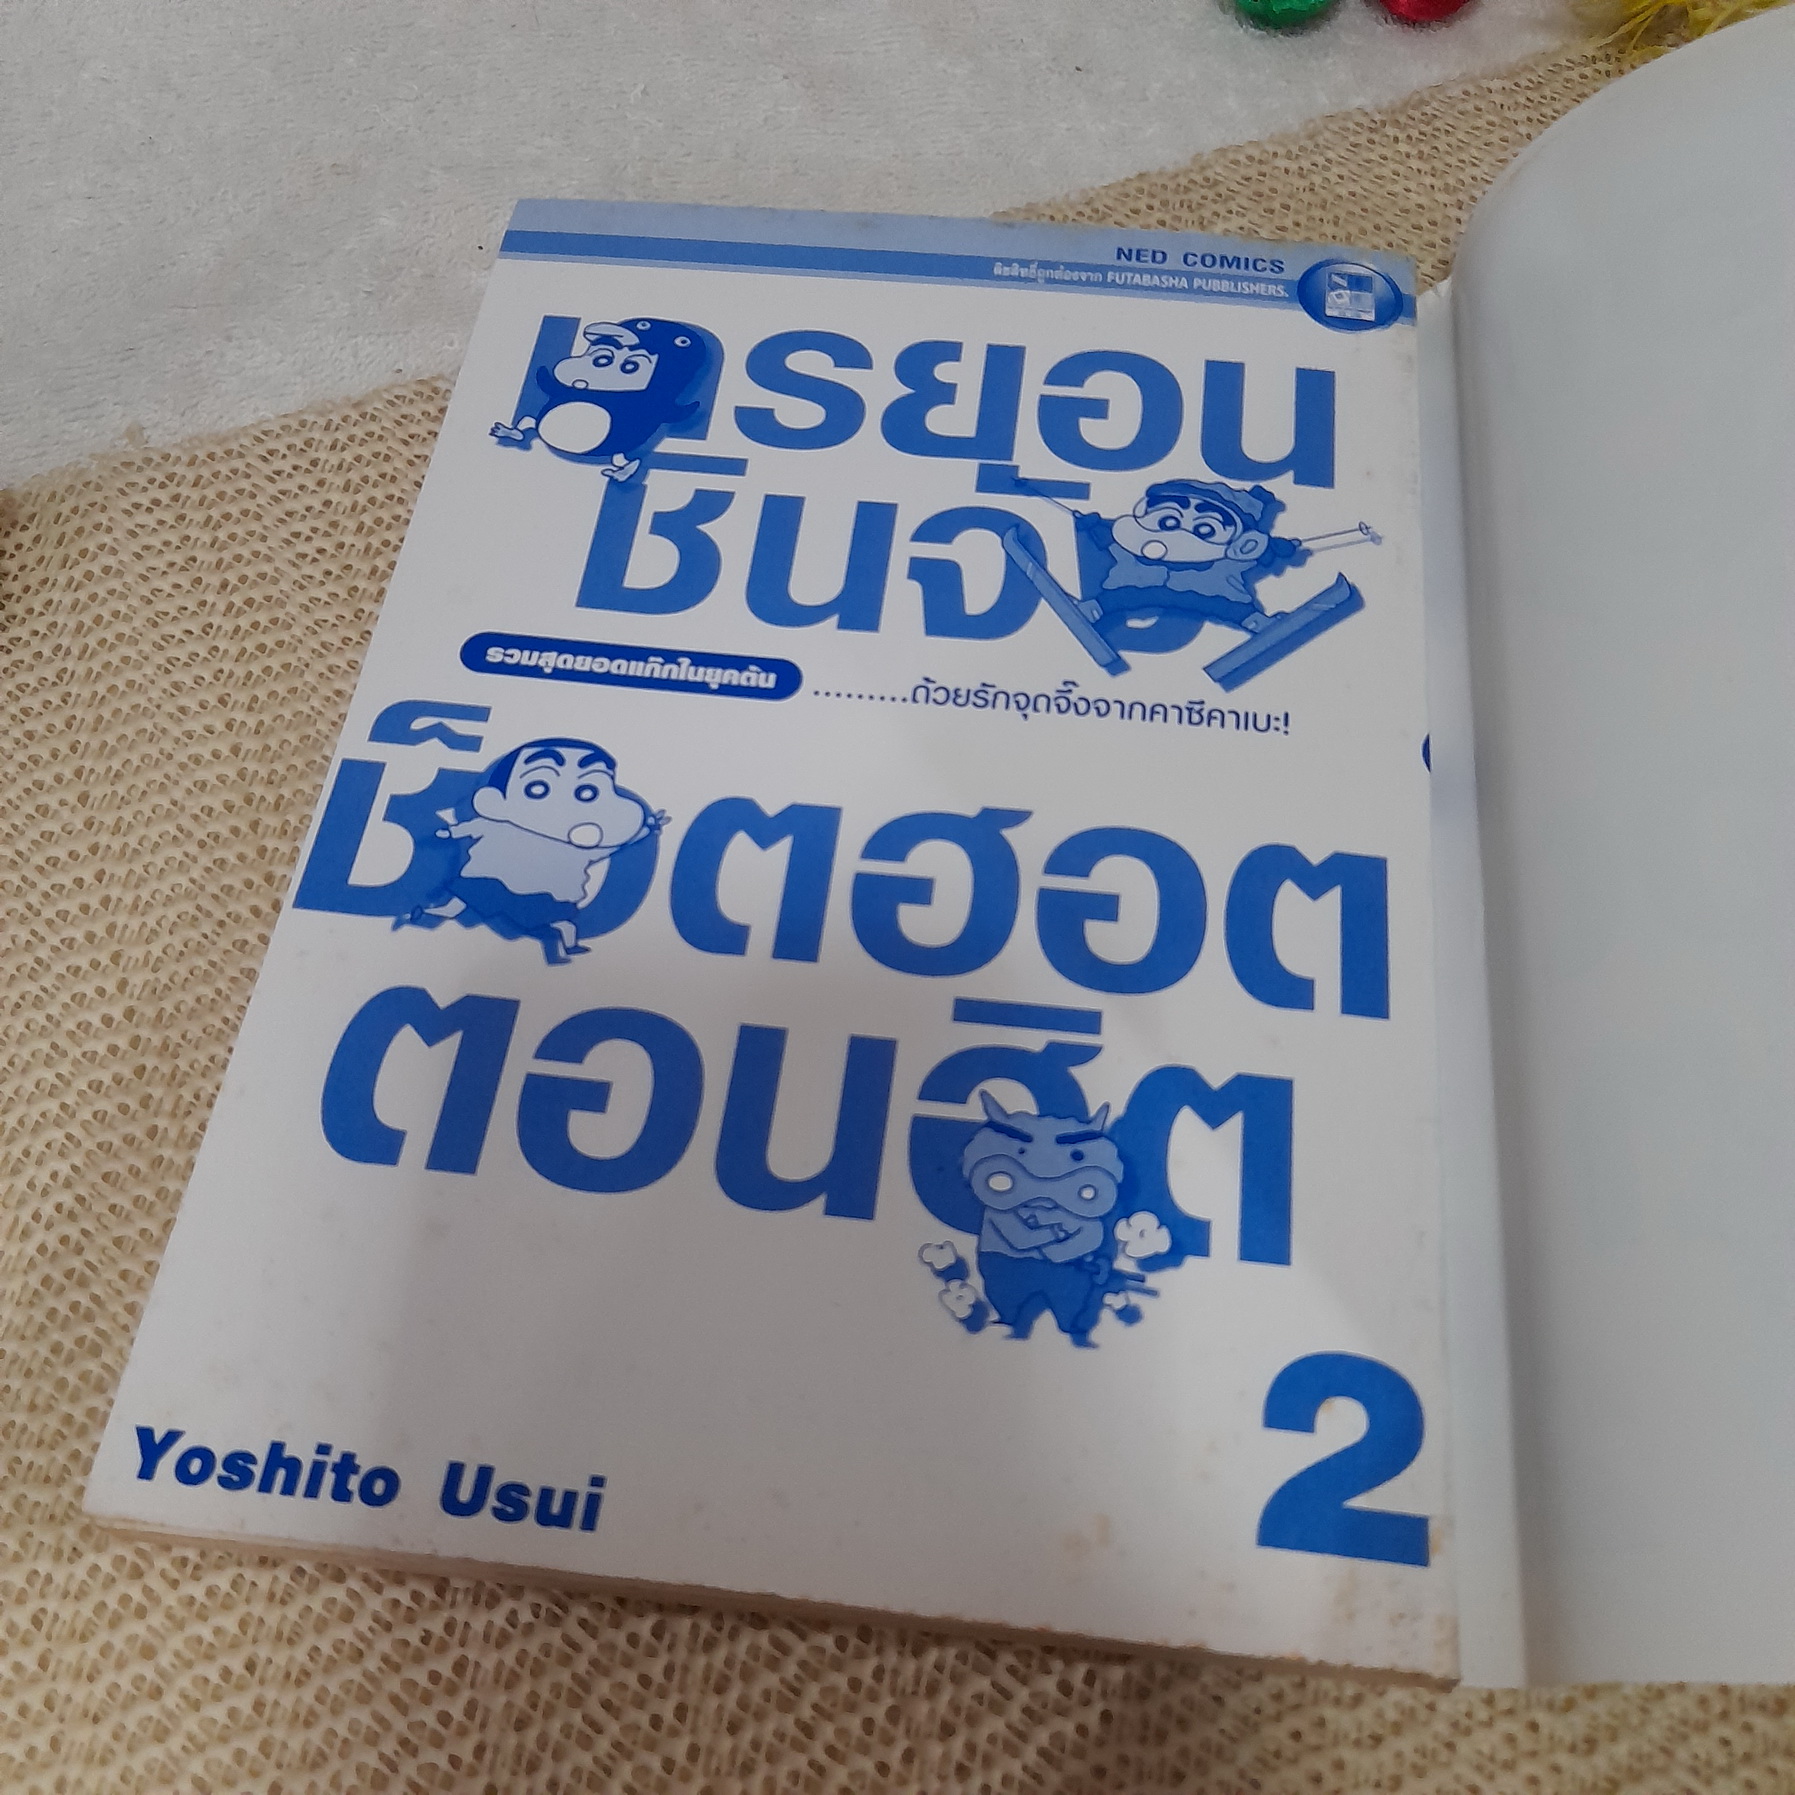 NED COMICS
ลิขสิทธิ์ถูกต้องจาก FUTABASHA PUBBLISHERS.
เครยอน
ชินจัง
รวมสุดยอดแก๊กในยุคต้น
.........ด้วยรักจุดจี๊งจากคาซึคาเบะ!
ช็อตฮอต
ตอนฮิต
2
Yoshito Usui